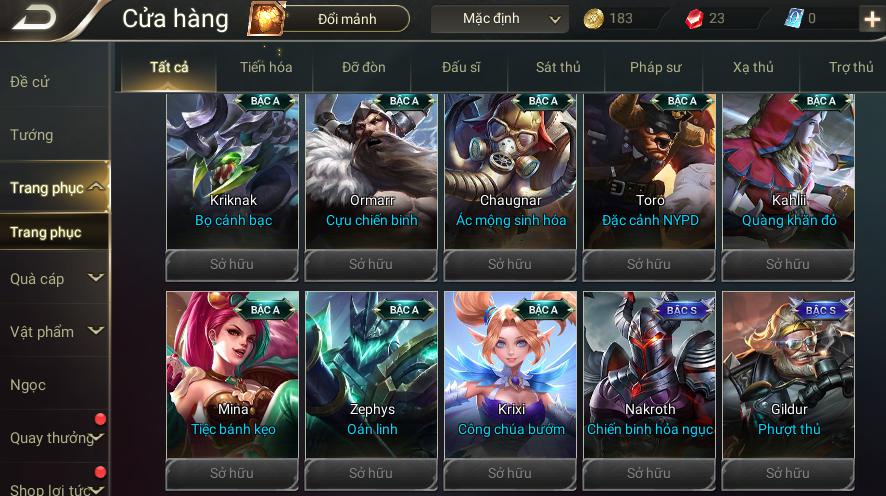 Cửa hàng
Đổi mảnh
Mặc định
183
23
0
Đề cử
Tướng
Trang phục
Trang phục
Quà cáp
Vật phẩm
Ngọc
Quay thưởng
Shop lợi tức
Tất cả
Tiến hóa
Đỡ đòn
Đấu sĩ
Sát thủ
Pháp sư
Xạ thủ
Trợ thủ
BẬC A
Kriknak
Bọ cánh bạc
Sở hữu
BẬC A
Ormarr
Cựu chiến binh
Sở hữu
BẬC A
Chaugnar
Ác mộng sinh hóa
Sở hữu
BẬC A
Toro
Đặc cảnh NYPD
Sở hữu
BẬC A
Kahlii
Quàng khăn đỏ
Sở hữu
BẬC A
Mina
Tiệc bánh kẹo
Sở hữu
BẬC A
Zephys
Oán linh
Sở hữu
BẬC A
Krixi
Công chúa bướm
Sở hữu
BẬC S
Nakroth
Chiến binh hỏa ngục
Sở hữu
BẬC S
Gildur
Phượt thủ
Sở hữu